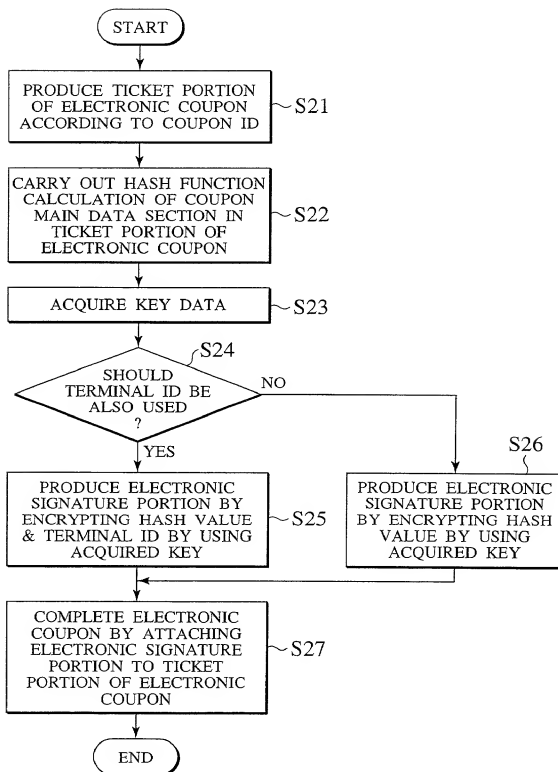 START
PRODUCE TICKET PORTION
OF ELECTRONIC COUPON
ACCORDING TO COUPON ID
S21
CARRY OUT HASH FUNCTION
CALCULATION OF COUPON
MAIN DATA SECTION IN
TICKET PORTION OF
ELECTRONIC COUPON
S22
ACQUIRE KEY DATA
S23
S24
SHOULD
TERMINAL ID BE
ALSO USED
?
NO
YES
PRODUCE ELECTRONIC
SIGNATURE PORTION BY
ENCRYPTING HASH VALUE
& TERMINAL ID BY USING
ACQUIRED KEY
S25
S26
PRODUCE ELECTRONIC
SIGNATURE PORTION
BY ENCRYPTING HASH
VALUE BY USING
ACQUIRED KEY
COMPLETE ELECTRONIC
COUPON BY ATTACHING
ELECTRONIC SIGNATURE
PORTION TO TICKET
PORTION OF ELECTRONIC
COUPON
S27
END